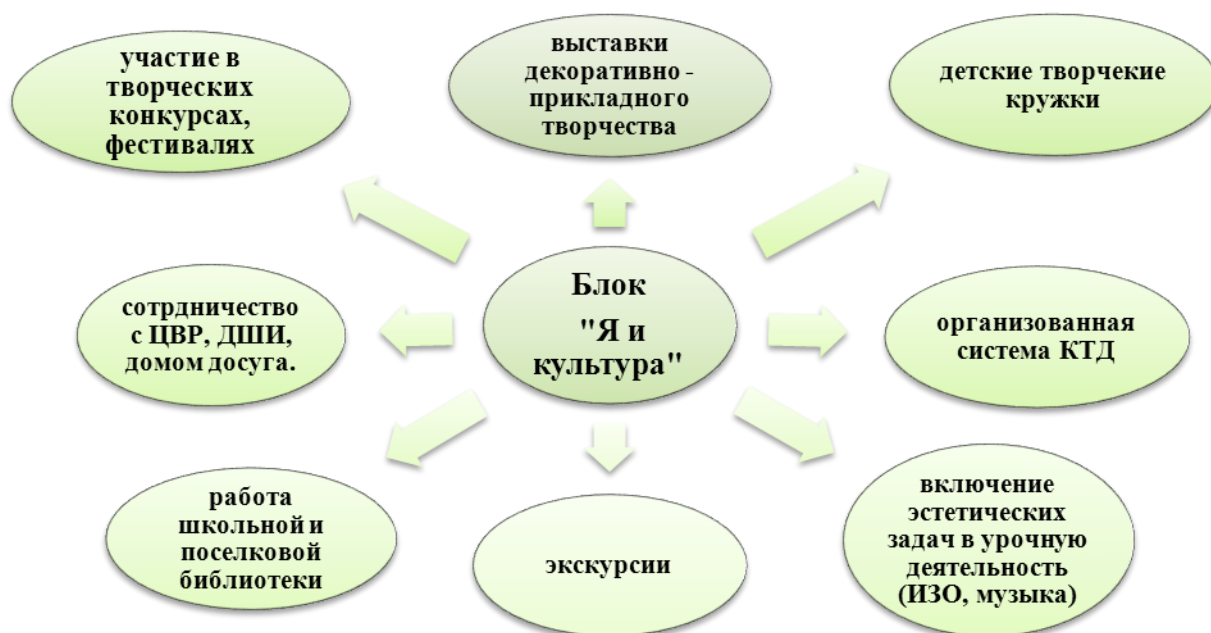 участие в
творческих
конкурсах,
фестивалях
выставки
декоративно -
прикладного
творчества
детские творчекие
кружки
сотрдничество
с ЦВР, ДШИ,
домом досуга.
Блок
"Я и
культура"
организованная
система КТД
работа
школьной и
поселковой
библиотеки
экскурсии
включение
эстетических
задач в урочную
деятельность
(ИЗО, музыка)